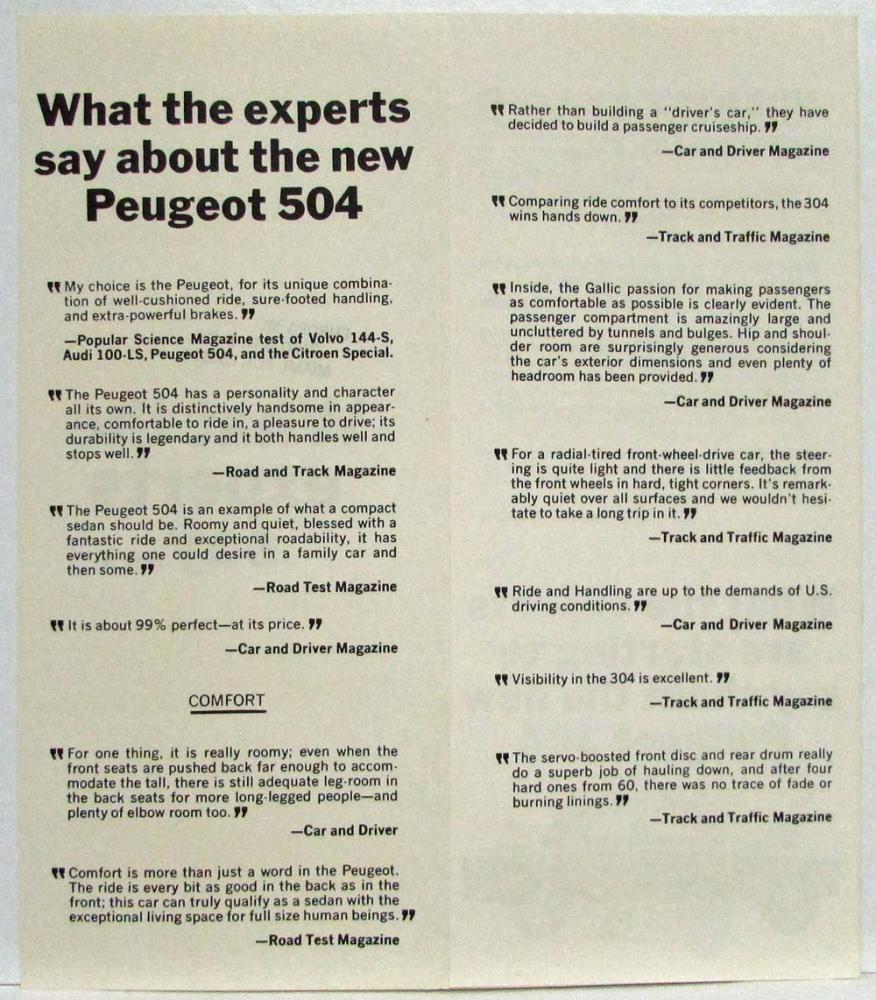 What the experts
say about the new
Peugeot 504
❜❜ My choice is the Peugeot, for its unique combina-
tion of well-cushioned ride, sure-footed handling,
and extra-powerful brakes. ❜❜
—Popular Science Magazine test of Volvo 144-S,
Audi 100-LS, Peugeot 504, and the Citroen Special.
❜❜ The Peugeot 504 has a personality and character
all its own. It is distinctively handsome in appear-
ance, comfortable to ride in, a pleasure to drive; its
durability is legendary and it both handles well and
stops well. ❜❜
—Road and Track Magazine
❜❜ The Peugeot 504 is an example of what a compact
sedan should be. Roomy and quiet, blessed with a
fantastic ride and exceptional roadability, it has
everything one could desire in a family car and
then some. ❜❜
—Road Test Magazine
❜❜ It is about 99% perfect—at its price. ❜❜
—Car and Driver Magazine
COMFORT
❜❜ For one thing, it is really roomy; even when the
front seats are pushed back far enough to accom-
modate the tall, there is still adequate leg-room in
the back seats for more long-legged people—and
plenty of elbow room too. ❜❜
—Car and Driver
❜❜ Comfort is more than just a word in the Peugeot.
The ride is every bit as good in the back as in the
front; this car can truly qualify as a sedan with the
exceptional living space for full size human beings. ❜❜
—Road Test Magazine
❜❜ Rather than building a "driver's car," they have
decided to build a passenger cruiseship. ❜❜
—Car and Driver Magazine
❜❜ Comparing ride comfort to its competitors, the 304
wins hands down. ❜❜
—Track and Traffic Magazine
❜❜ Inside, the Gallic passion for making passengers
as comfortable as possible is clearly evident. The
passenger compartment is amazingly large and
uncluttered by tunnels and bulges. Hip and shoul-
der room are surprisingly generous considering
the car's exterior dimensions and even plenty of
headroom has been provided. ❜❜
—Car and Driver Magazine
❜❜ For a radial-tired front-wheel-drive car, the steer-
ing is quite light and there is little feedback from
the front wheels in hard, tight corners. It's remark-
ably quiet over all surfaces and we wouldn't hesi-
tate to take a long trip in it. ❜❜
—Track and Traffic Magazine
❜❜ Ride and Handling are up to the demands of U.S.
driving conditions. ❜❜
—Car and Driver Magazine
❜❜ Visibility in the 304 is excellent. ❜❜
—Track and Traffic Magazine
❜❜ The servo-boosted front disc and rear drum really
do a superb job of hauling down, and after four
hard ones from 60, there was no trace of fade or
burning linings. ❜❜
—Track and Traffic Magazine